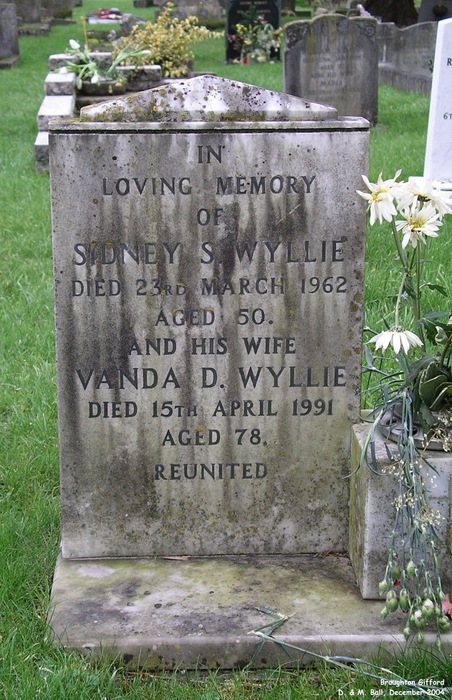 IN
LOVING MEMORY
OF
SIDNEY S. WYLLIE
DIED 23RD MARCH 1962
AGED 50.
AND HIS WIFE
VANDA D. WYLLIE
DIED 15TH APRIL 1991
AGED 78.
REUNITED
Broughton Gifford
D. & M. Ball, December 2004